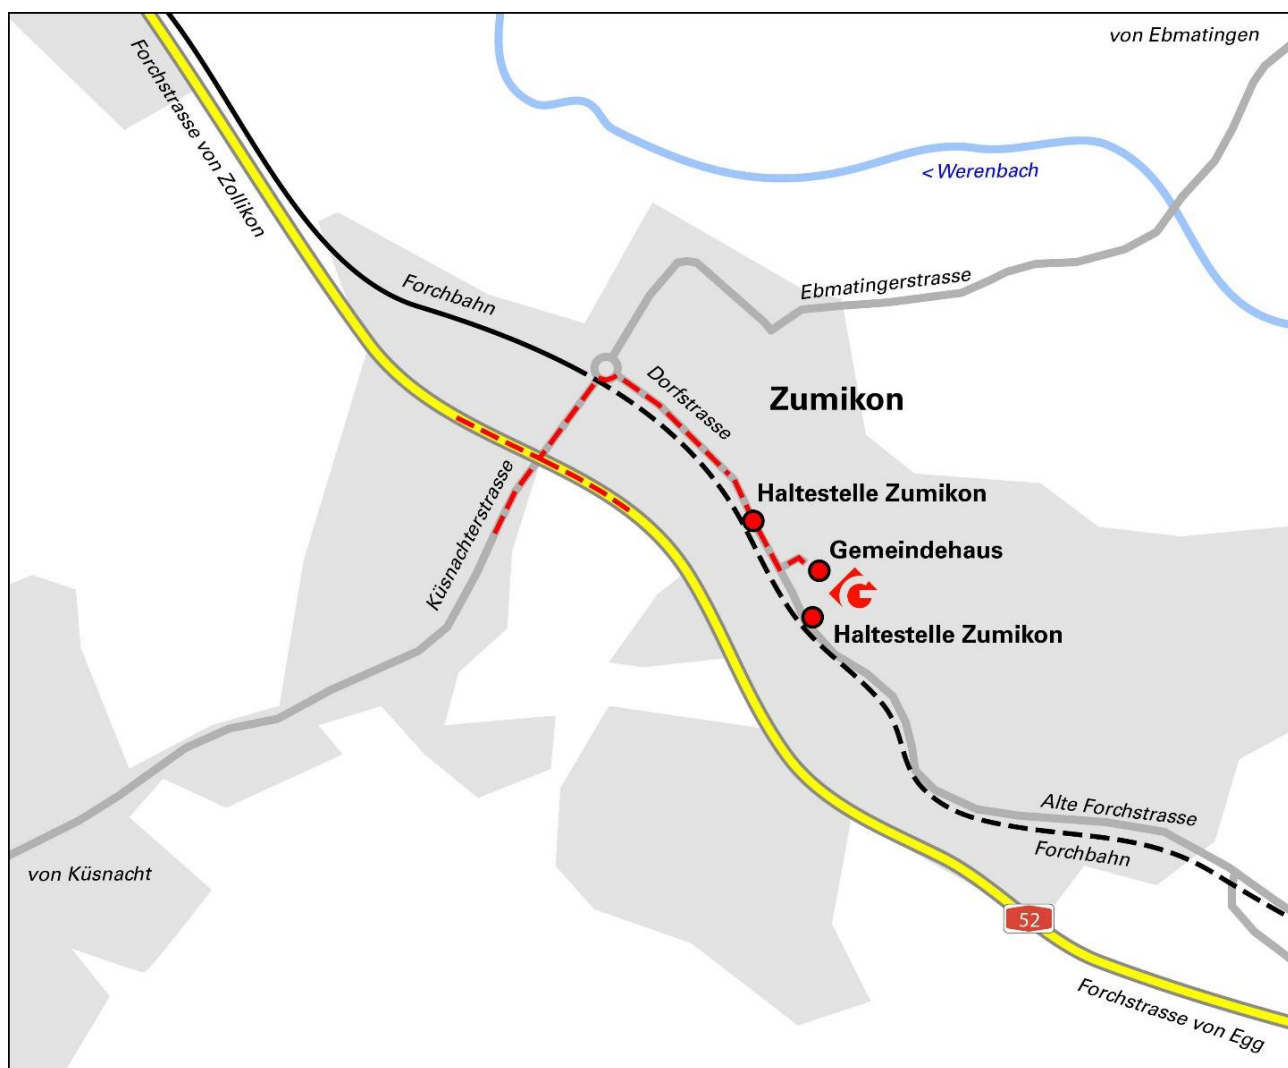 von Ebmatingen
Forchstrasse von Zollikon
< Werenbach
Forchbahn
Ebmatingerstrasse
Dorfstrasse
Zumikon
Küsnachterstrasse
Haltestelle Zumikon
Gemeindehaus
Haltestelle Zumikon
Alte Forchstrasse
Forchbahn
von Küsnacht
52
Forchstrasse von Egg